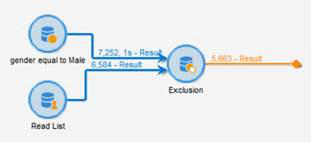 7,252, 1s - Result
gender equal to Male
6,584 - Result
5,663 - Result
Exclusion
Read List